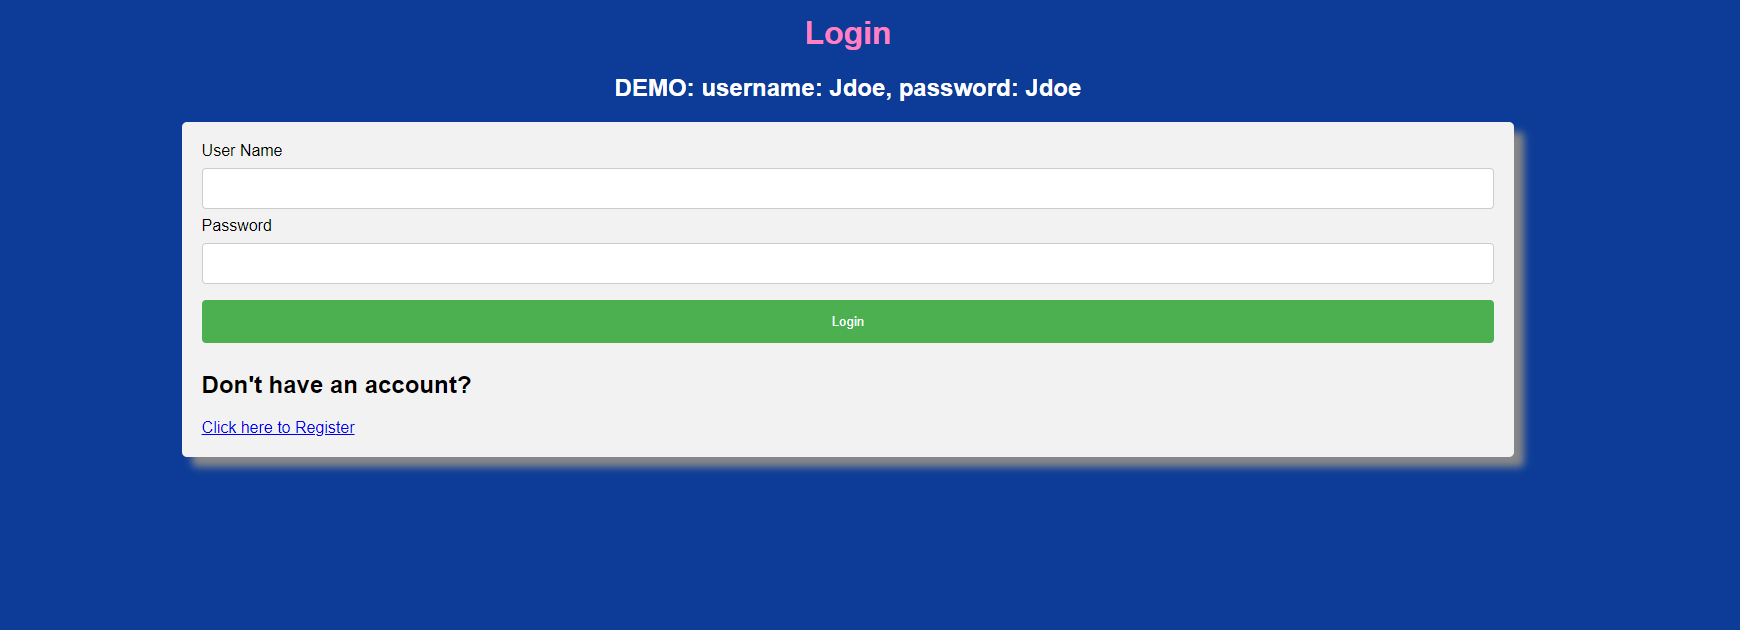 Login
DEMO: username: Jdoe, password: Jdoe
User Name
Password
Login
Don't have an account?
Click here to Register